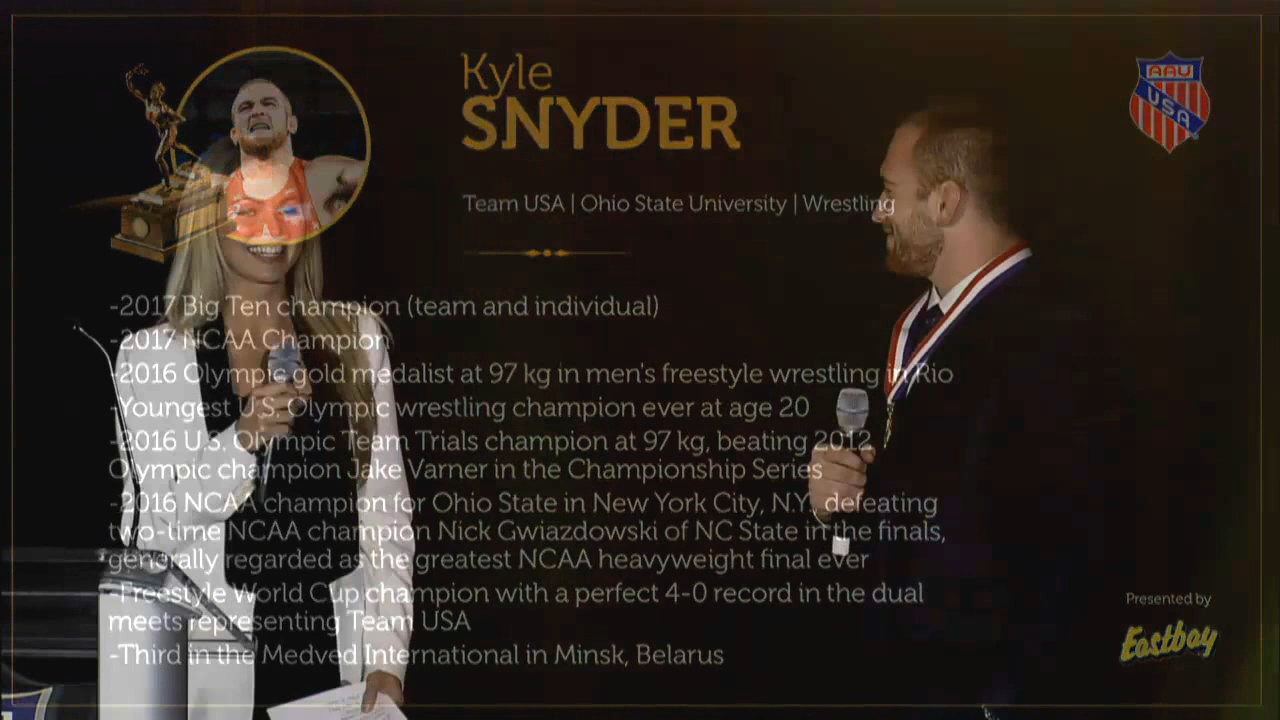 Kyle
SNYDER
AAU
USA
Team USA | Ohio State University | Wrestling
-2017 Big Ten champion (team and individual)
-2017 NCAA Champion
-2016 Olympic gold medalist at 97 kg in men's freestyle wrestling in Rio
-Youngest U.S. Olympic wrestling champion ever at age 20
-2016 U.S. Olympic Team Trials champion at 97 kg, beating 2012
Olympic champion Jake Varner in the Championship Series
-2016 NCAA champion for Ohio State in New York City, N.Y., defeating
two-time NCAA champion Nick Gwiazdowski of NC State in the finals,
generally regarded as the greatest NCAA heavyweight final ever
-Freestyle World Cup champion with a perfect 4-0 record in the dual
meets representing Team USA
-Third in the Medved International in Minsk, Belarus
Presented by
Eastbay